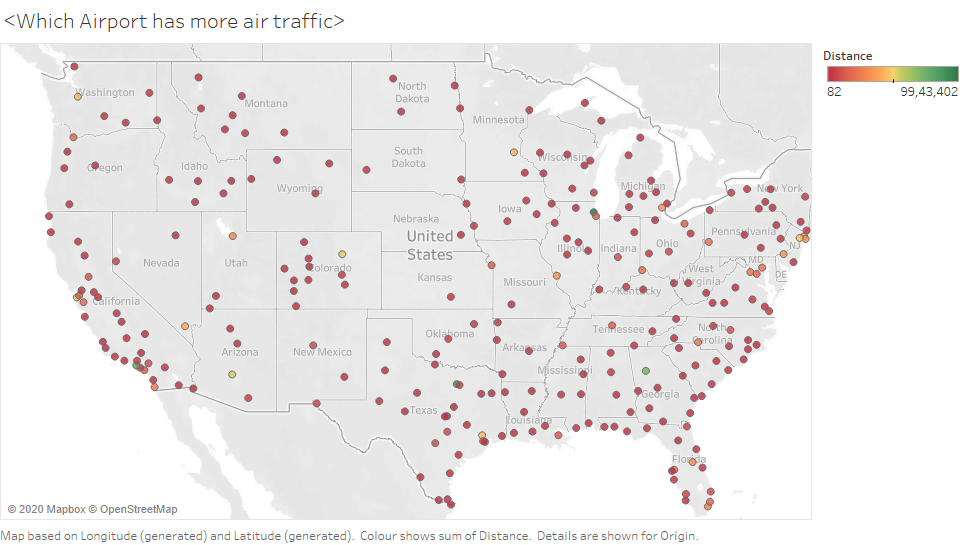 <Which Airport has more air traffic>
Distance
82 99,43,402
Washington
Montana
North
Dakota
Minnesota
Oregon
Idaho
South
Dakota
Wisconsin
Michigan
New York
Wyoming
Iowa
Nebraska
United
States
Pennsylvania
Nevada
Utah
Colorado
Illinois
Indiana
Ohio
NJ
MD
DE
Kansas
Missouri
West
Virginia
California
Kentucky
Oklahoma
Tennessee
North
Carolina
Arizona
New Mexico
Arkansas
Mississippi
Georgia
Texas
Louisiana
Florida
© 2020 Mapbox © OpenStreetMap
Map based on Longitude (generated) and Latitude (generated). Colour shows sum of Distance. Details are shown for Origin.